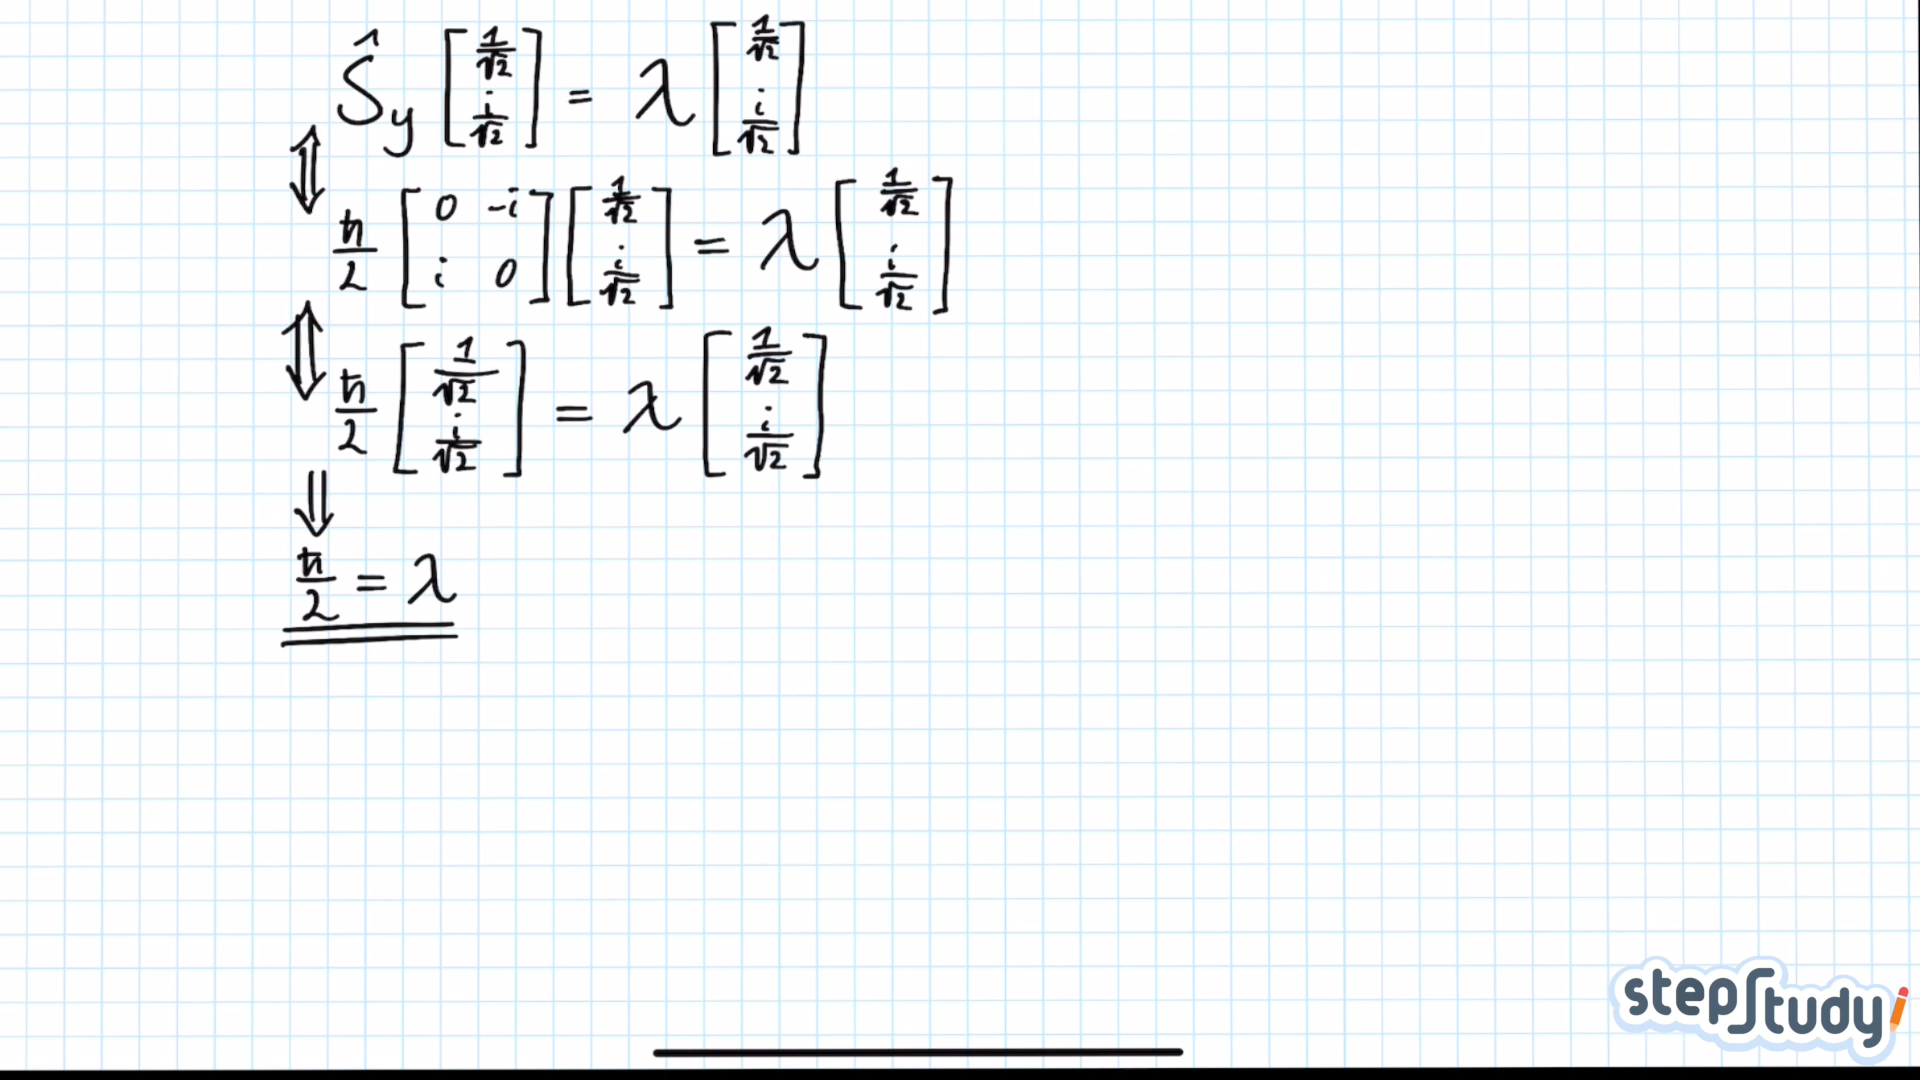 Ŝ_y [1/√2, i/√2] = λ [1/√2, i/√2]
⇕ ħ/2 [0 -i, i 0] [1/√2, i/√2] = λ [1/√2, i/√2]
⇕ ħ/2 [1/√2, i/√2] = λ [1/√2, i/√2]
⇓
ħ/2 = λ
stepStudy